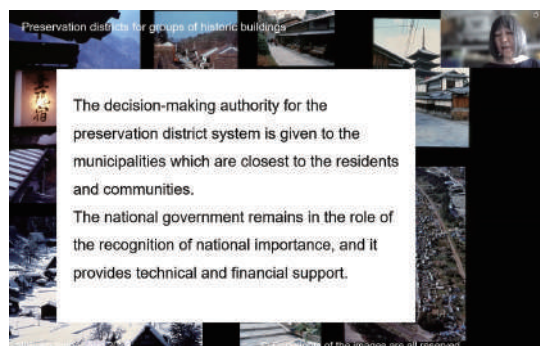 Preservation districts for groups of historic buildings
The decision-making authority for the
preservation district system is given to the
municipalities which are closest to the residents
and communities.
The national government remains in the role of
the recognition of national importance, and it
provides technical and financial support.
of the images are all reserved